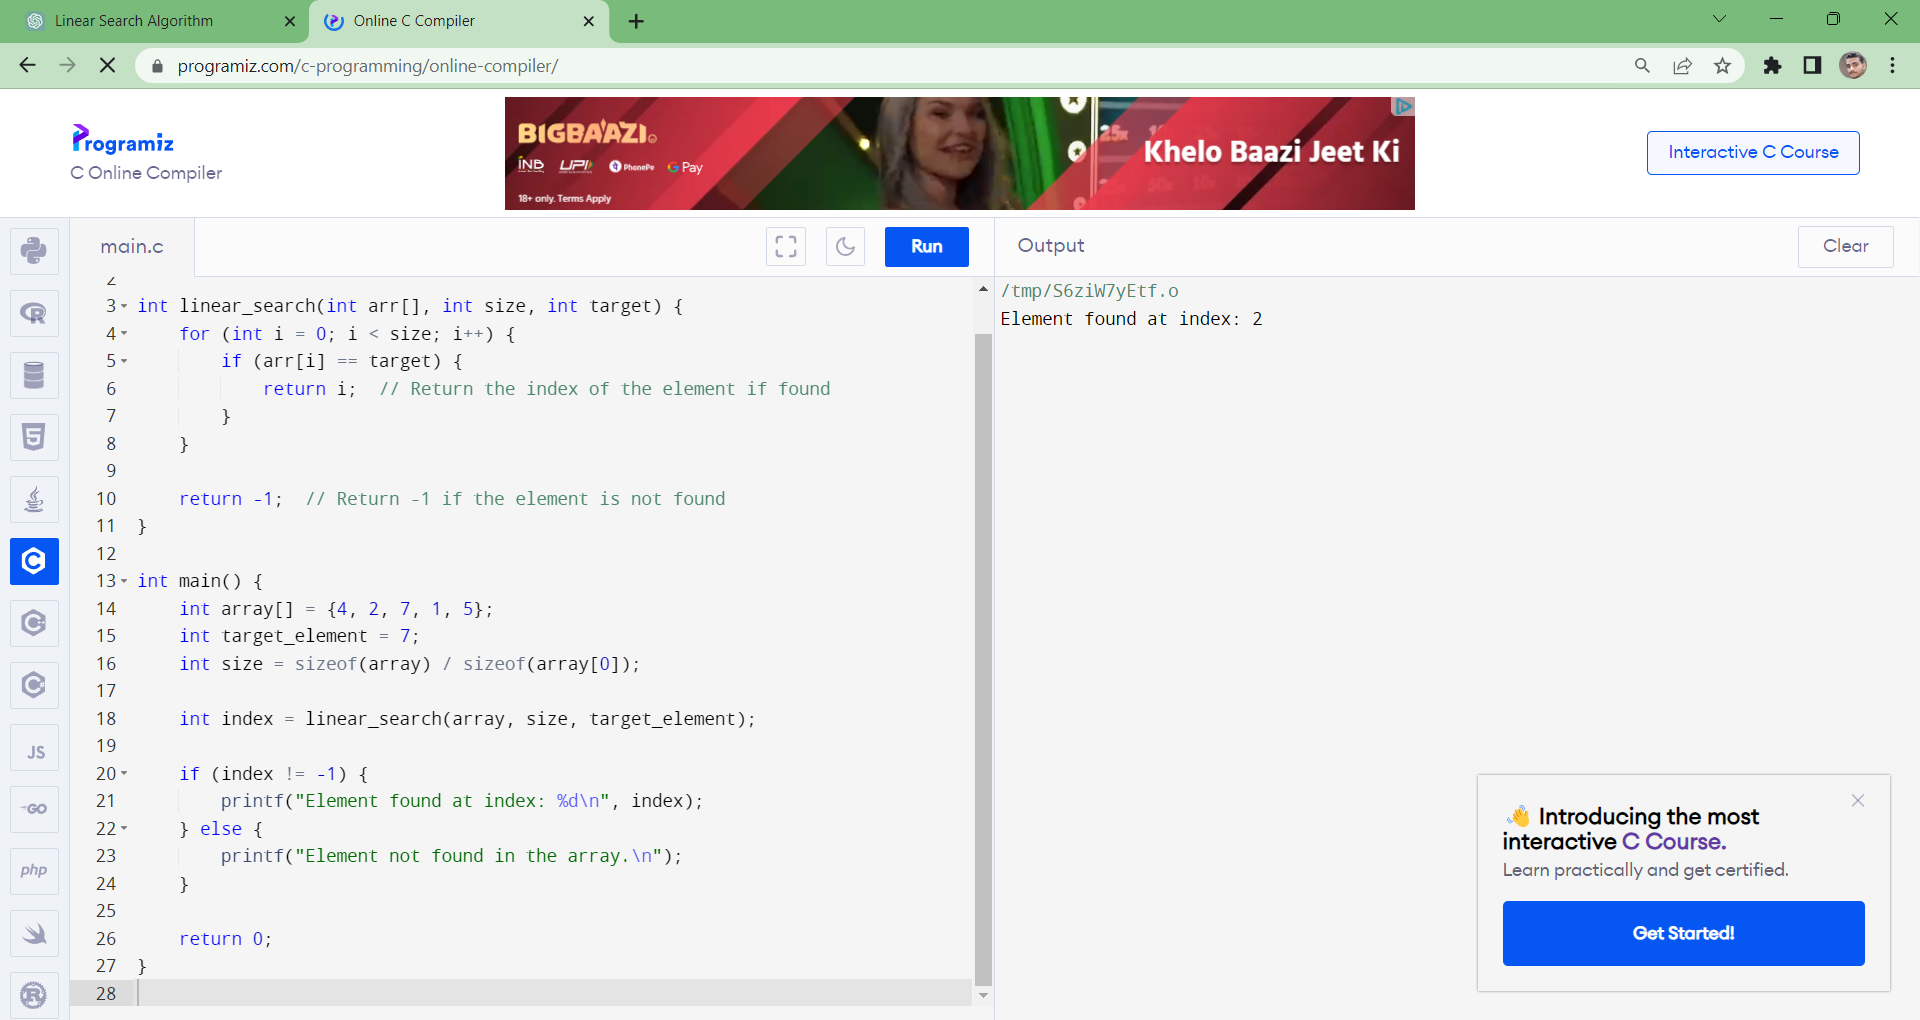 Linear Search Algorithm
Online C Compiler
programiz.com/c-programming/online-compiler/
Programiz
C Online Compiler
BIGBAAZI
iNB UPI PhonePe G Pay
18+ only. Terms Apply
25x
Khelo Baazi Jeet Ki
Interactive C Course
main.c
Run
Output
Clear
2
3 int linear_search(int arr[], int size, int target) {
4     for (int i = 0; i < size; i++) {
5         if (arr[i] == target) {
6             return i;  // Return the index of the element if found
7         }
8     }
9
10     return -1;  // Return -1 if the element is not found
11 }
12
13 int main() {
14     int array[] = {4, 2, 7, 1, 5};
15     int target_element = 7;
16     int size = sizeof(array) / sizeof(array[0]);
17
18     int index = linear_search(array, size, target_element);
19
20     if (index != -1) {
21         printf("Element found at index: %d\n", index);
22     } else {
23         printf("Element not found in the array.\n");
24     }
25
26     return 0;
27 }
28
/tmp/S6ziW7yEtf.o
Element found at index: 2
JS
GO
php
👋 Introducing the most
interactive C Course.
Learn practically and get certified.
Get Started!